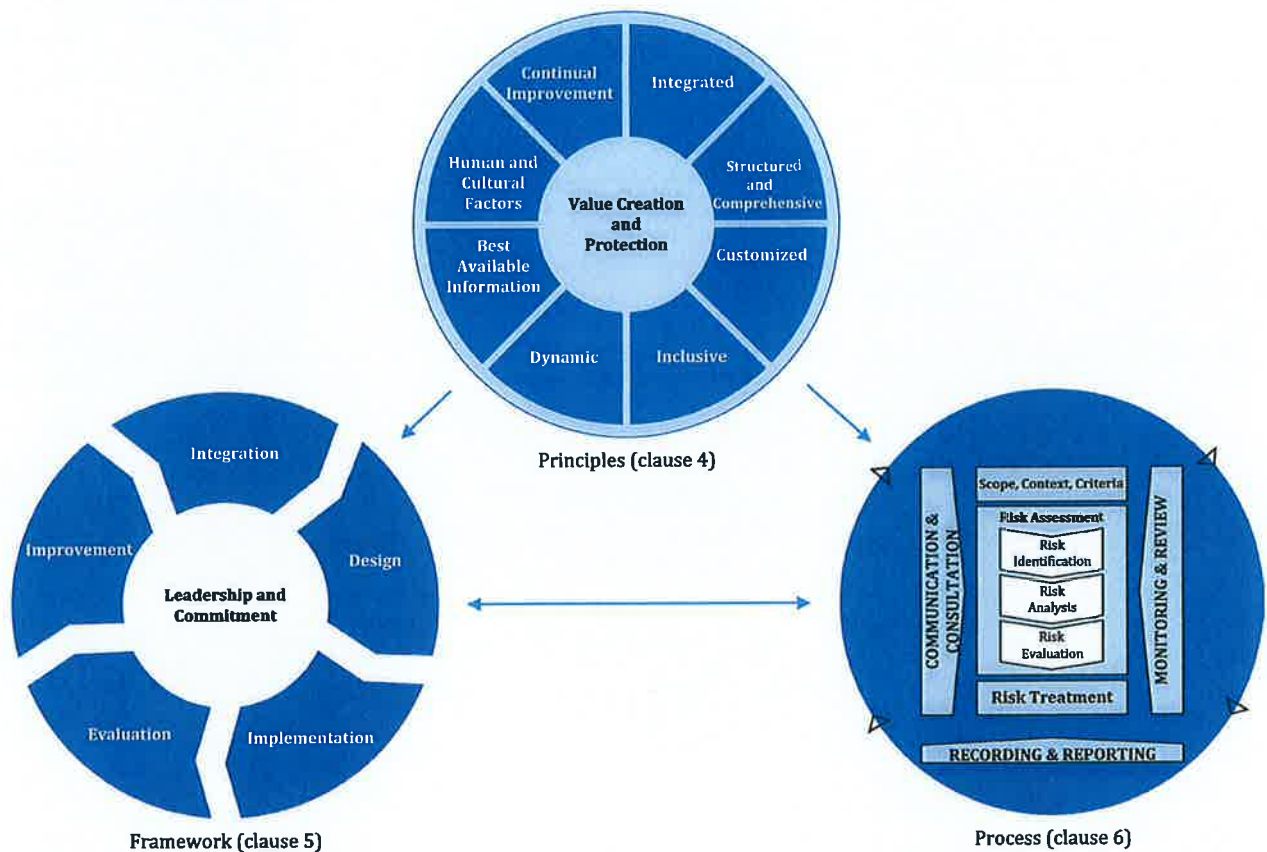 Continual
Improvement
Integrated
Human and
Cultural
Factors
Structured
and
Comprehensive
Value Creation
and
Protection
Best
Available
Information
Customized
Dynamic
Inclusive
Principles (clause 4)
Integration
Improvement
Design
Leadership and
Commitment
Evaluation
Implementation
Framework (clause 5)
Scope, Context, Criteria
Risk Assessment
Risk
Identification
Risk
Analysis
Risk
Evaluation
Risk Treatment
COMMUNICATION &
CONSULTATION
MONITORING & REVIEW
RECORDING & REPORTING
Process (clause 6)